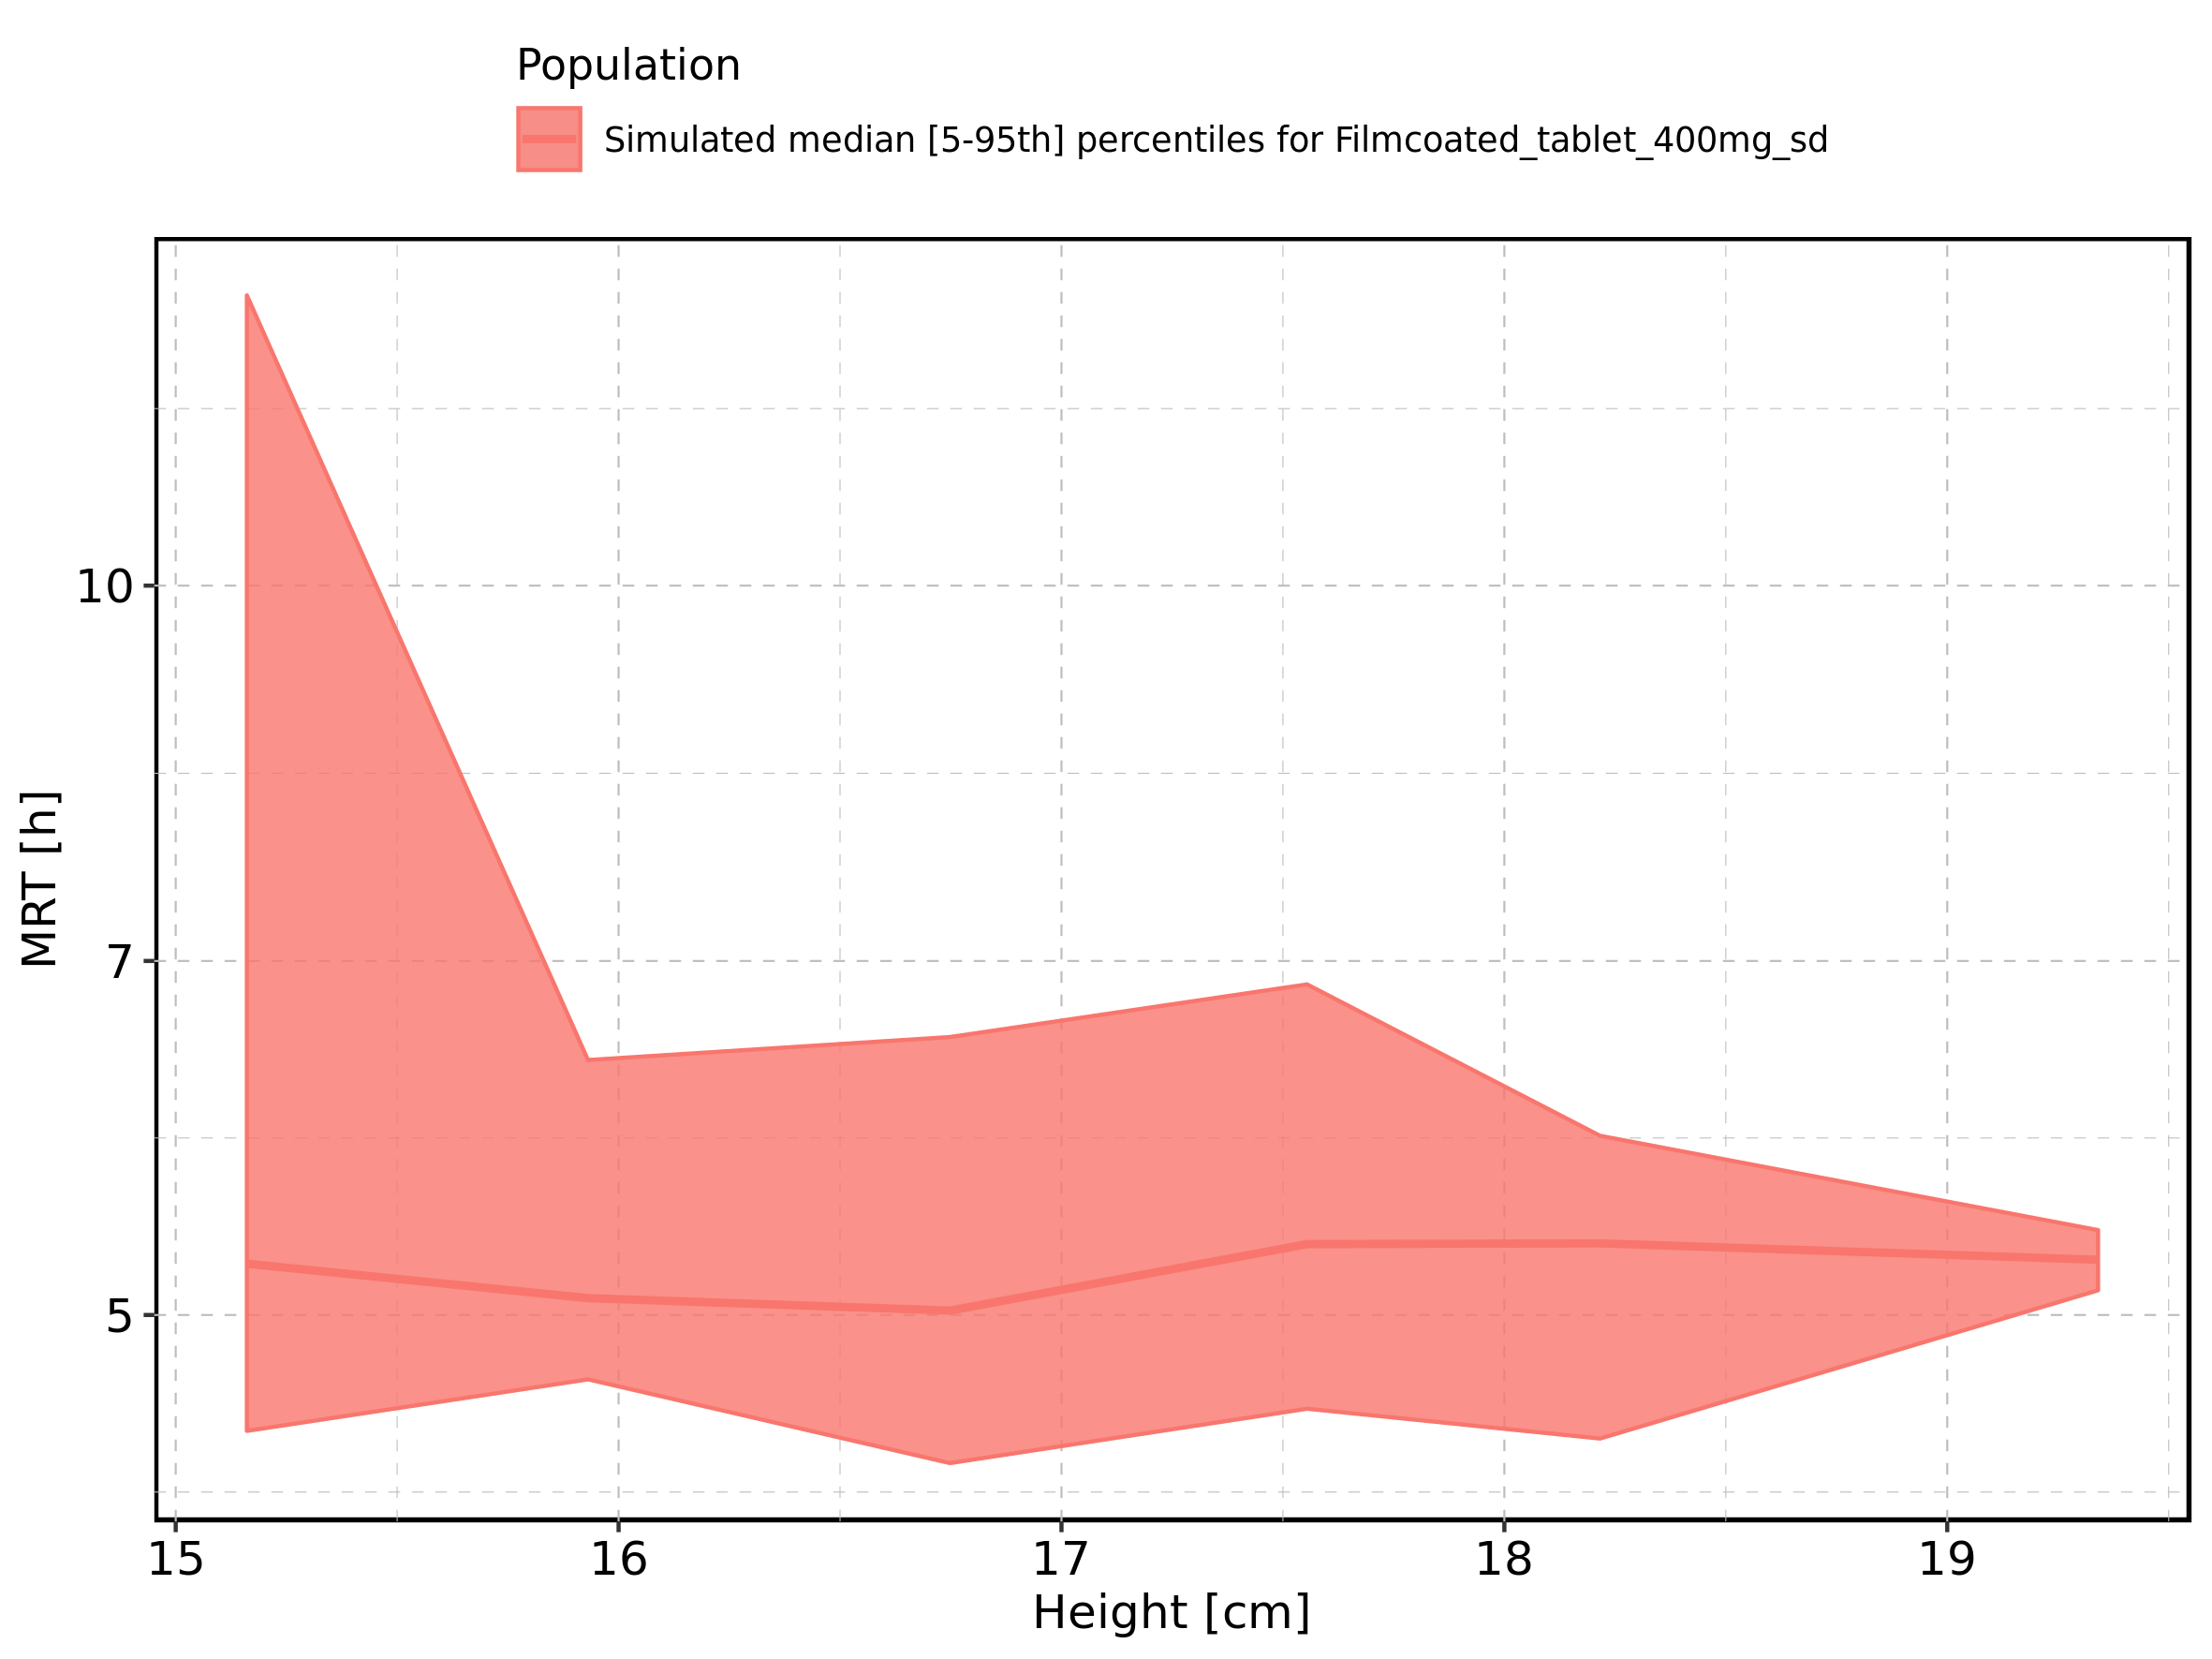 Population
Simulated median [5-95th] percentiles for Filmcoated_tablet_400mg_sd
MRT [h]
10
7
5
15 16 17 18 19
Height [cm]